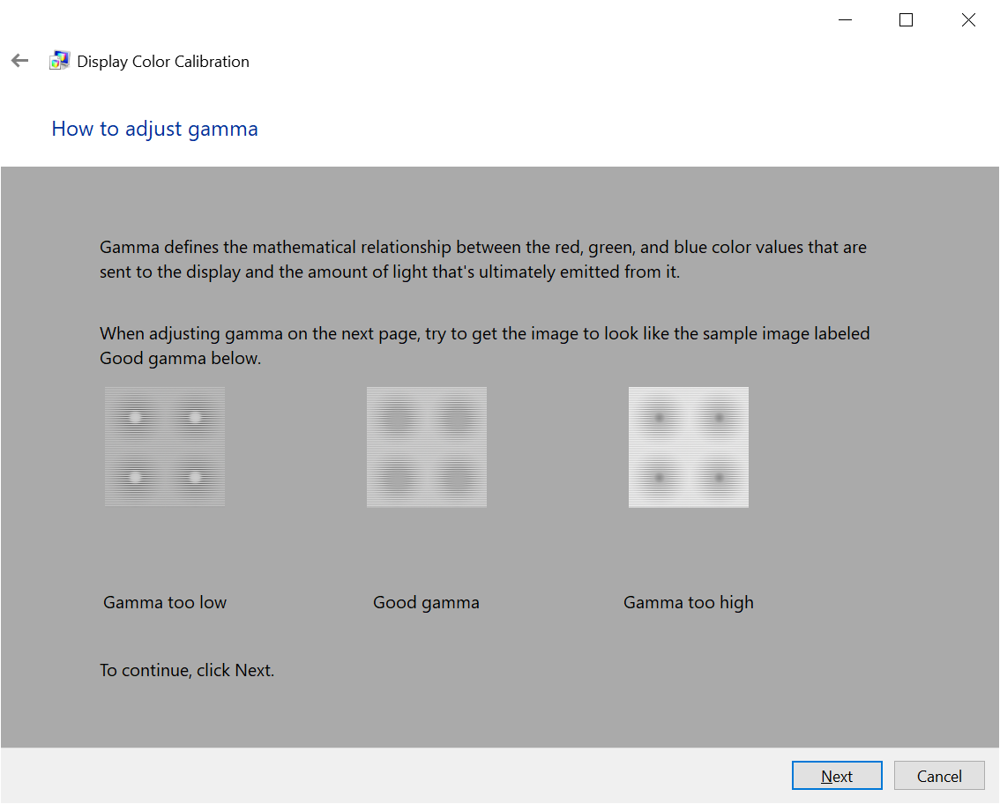 Display Color Calibration
How to adjust gamma
Gamma defines the mathematical relationship between the red, green, and blue color values that are
sent to the display and the amount of light that's ultimately emitted from it.
When adjusting gamma on the next page, try to get the image to look like the sample image labeled
Good gamma below.
Gamma too low
Good gamma
Gamma too high
To continue, click Next.
Next
Cancel